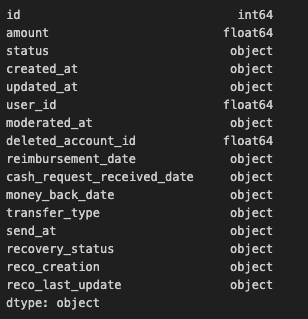 id int64
amount float64
status object
created_at object
updated_at object
user_id float64
moderated_at object
deleted_account_id float64
reimbursement_date object
cash_request_received_date object
money_back_date object
transfer_type object
send_at object
recovery_status object
reco_creation object
reco_last_update object
dtype: object